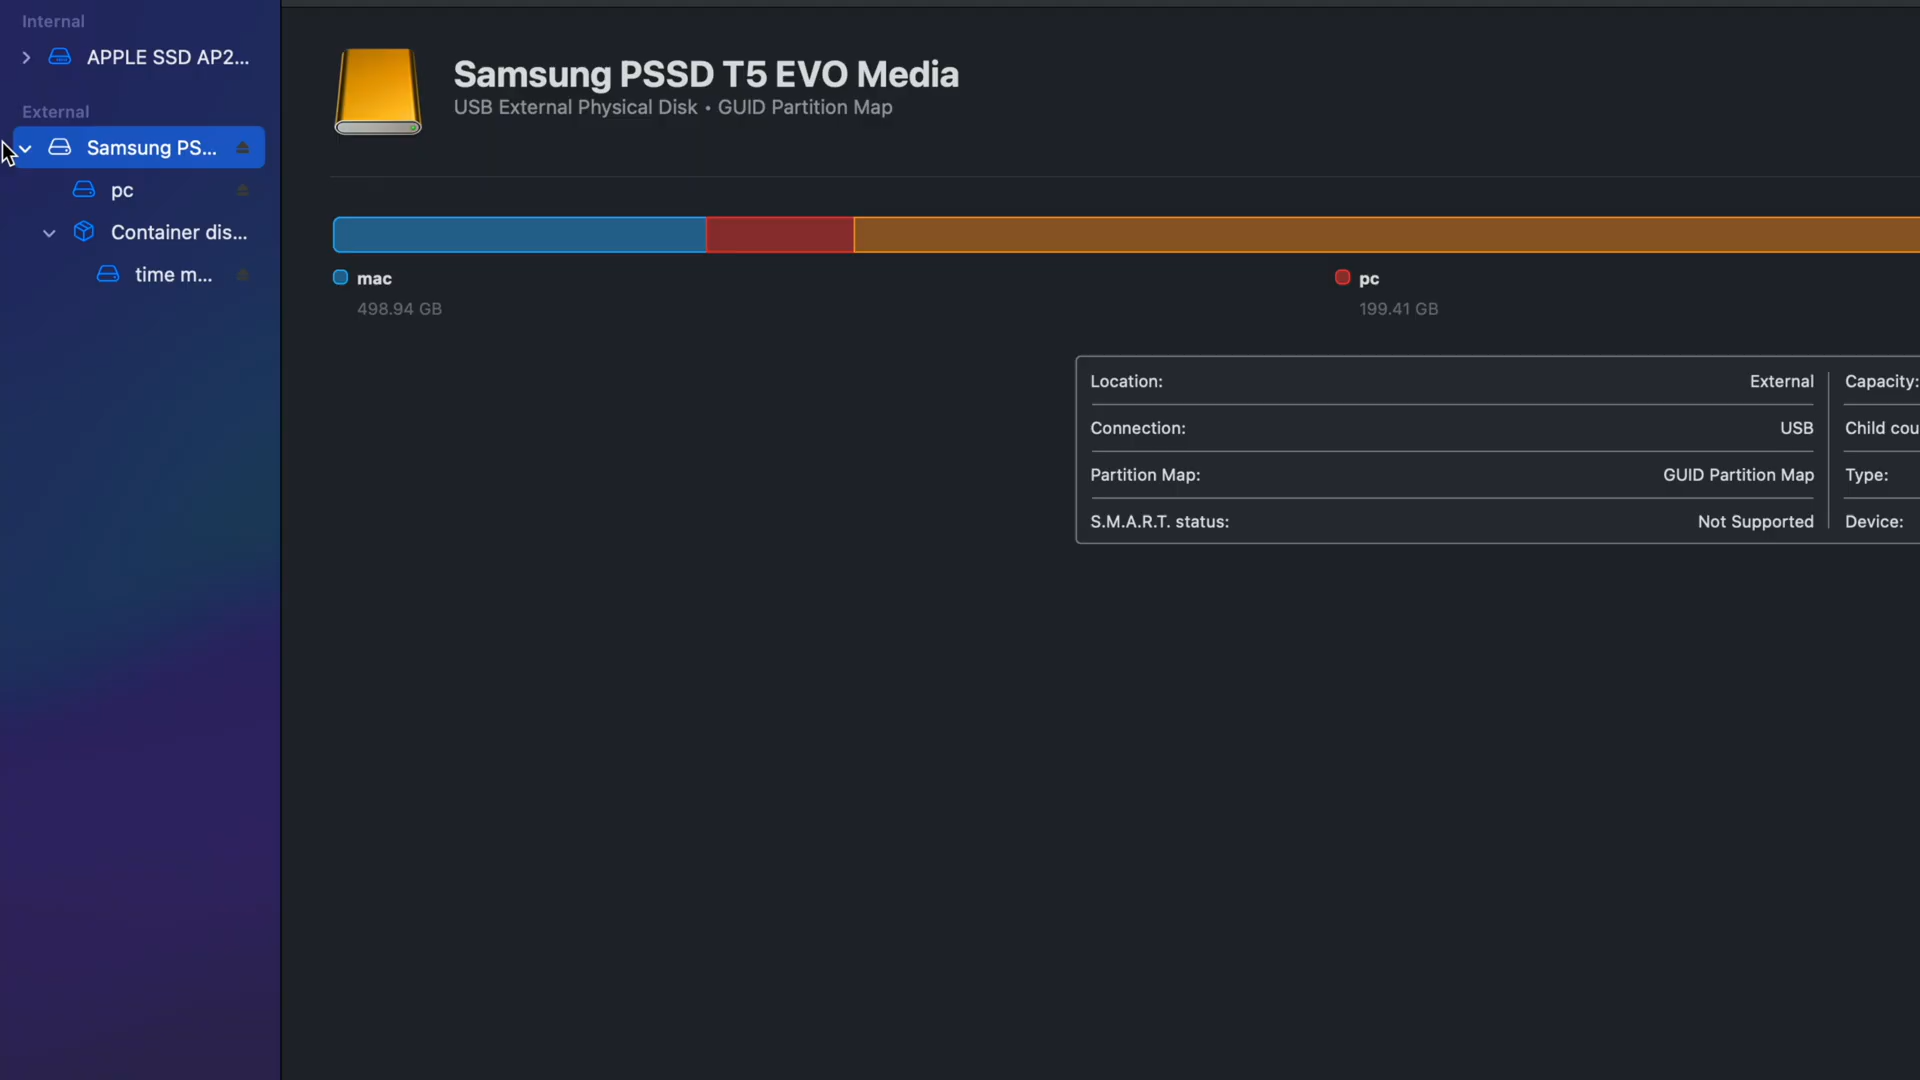 Internal
APPLE SSD AP2...
External
Samsung PS...
pc
Container dis...
time m...
Samsung PSSD T5 EVO Media
USB External Physical Disk • GUID Partition Map
mac
498.94 GB
pc
199.41 GB
Location: External
Connection: USB
Partition Map: GUID Partition Map
S.M.A.R.T. status: Not Supported
Capacity:
Child cou
Type:
Device: